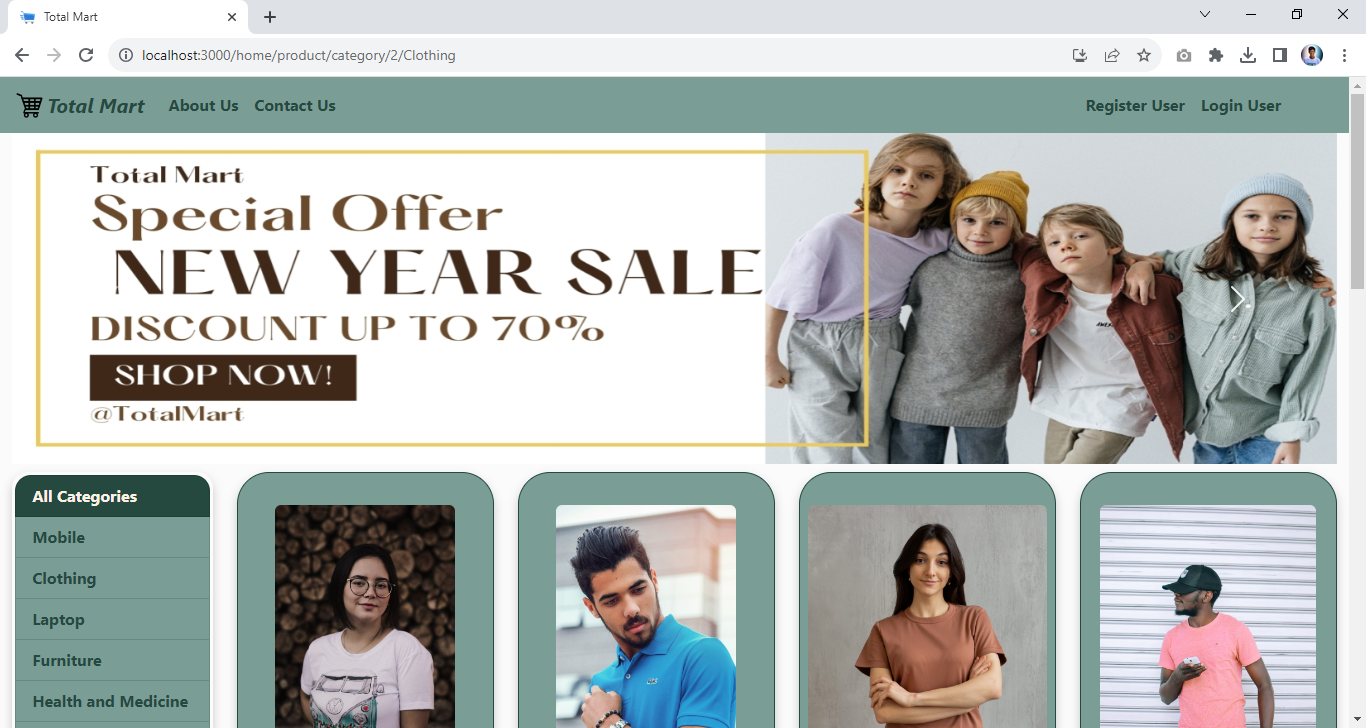 Total Mart
localhost:3000/home/product/category/2/Clothing
Total Mart About Us Contact Us Register User Login User
Total Mart
Special Offer
NEW YEAR SALE
DISCOUNT UP TO 70%
SHOP NOW!
@TotalMart
All Categories
Mobile
Clothing
Laptop
Furniture
Health and Medicine